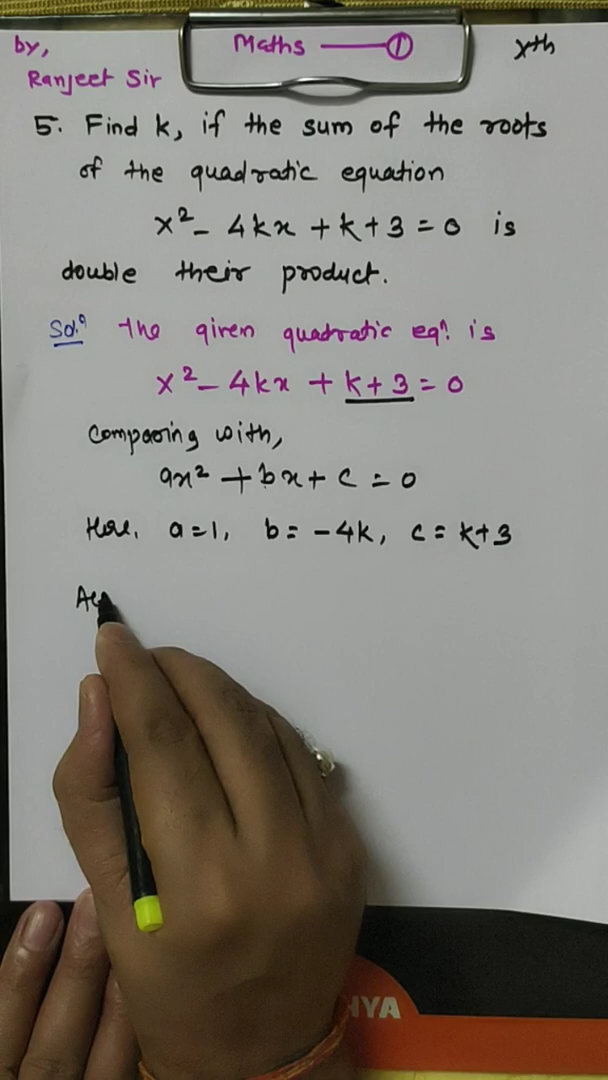 by,
Ranjeet Sir
Maths — ①
Xth
5. Find k, if the sum of the roots
of the quadratic equation
x² - 4kx + k + 3 = 0 is
double their product.
Solⁿ The given quadratic eqⁿ is
x² - 4kx + k + 3 = 0
Comparing with,
ax² + bx + c = 0
Here, a = 1, b = -4k, c = k+3